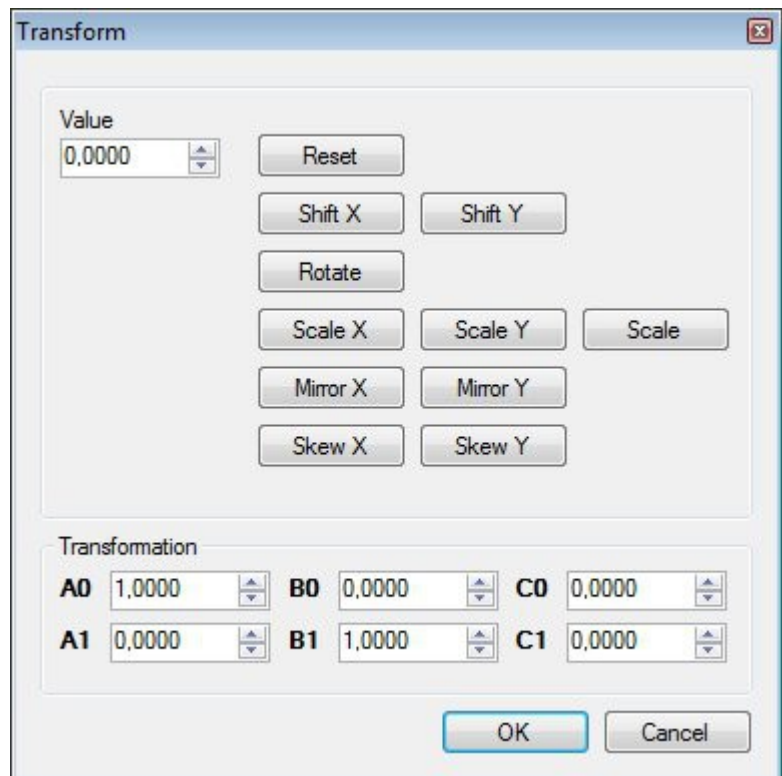 Transform
Value
0,0000 Reset
Shift X Shift Y
Rotate
Scale X Scale Y Scale
Mirror X Mirror Y
Skew X Skew Y
Transformation
A0 1,0000 B0 0,0000 C0 0,0000
A1 0,0000 B1 1,0000 C1 0,0000
OK Cancel